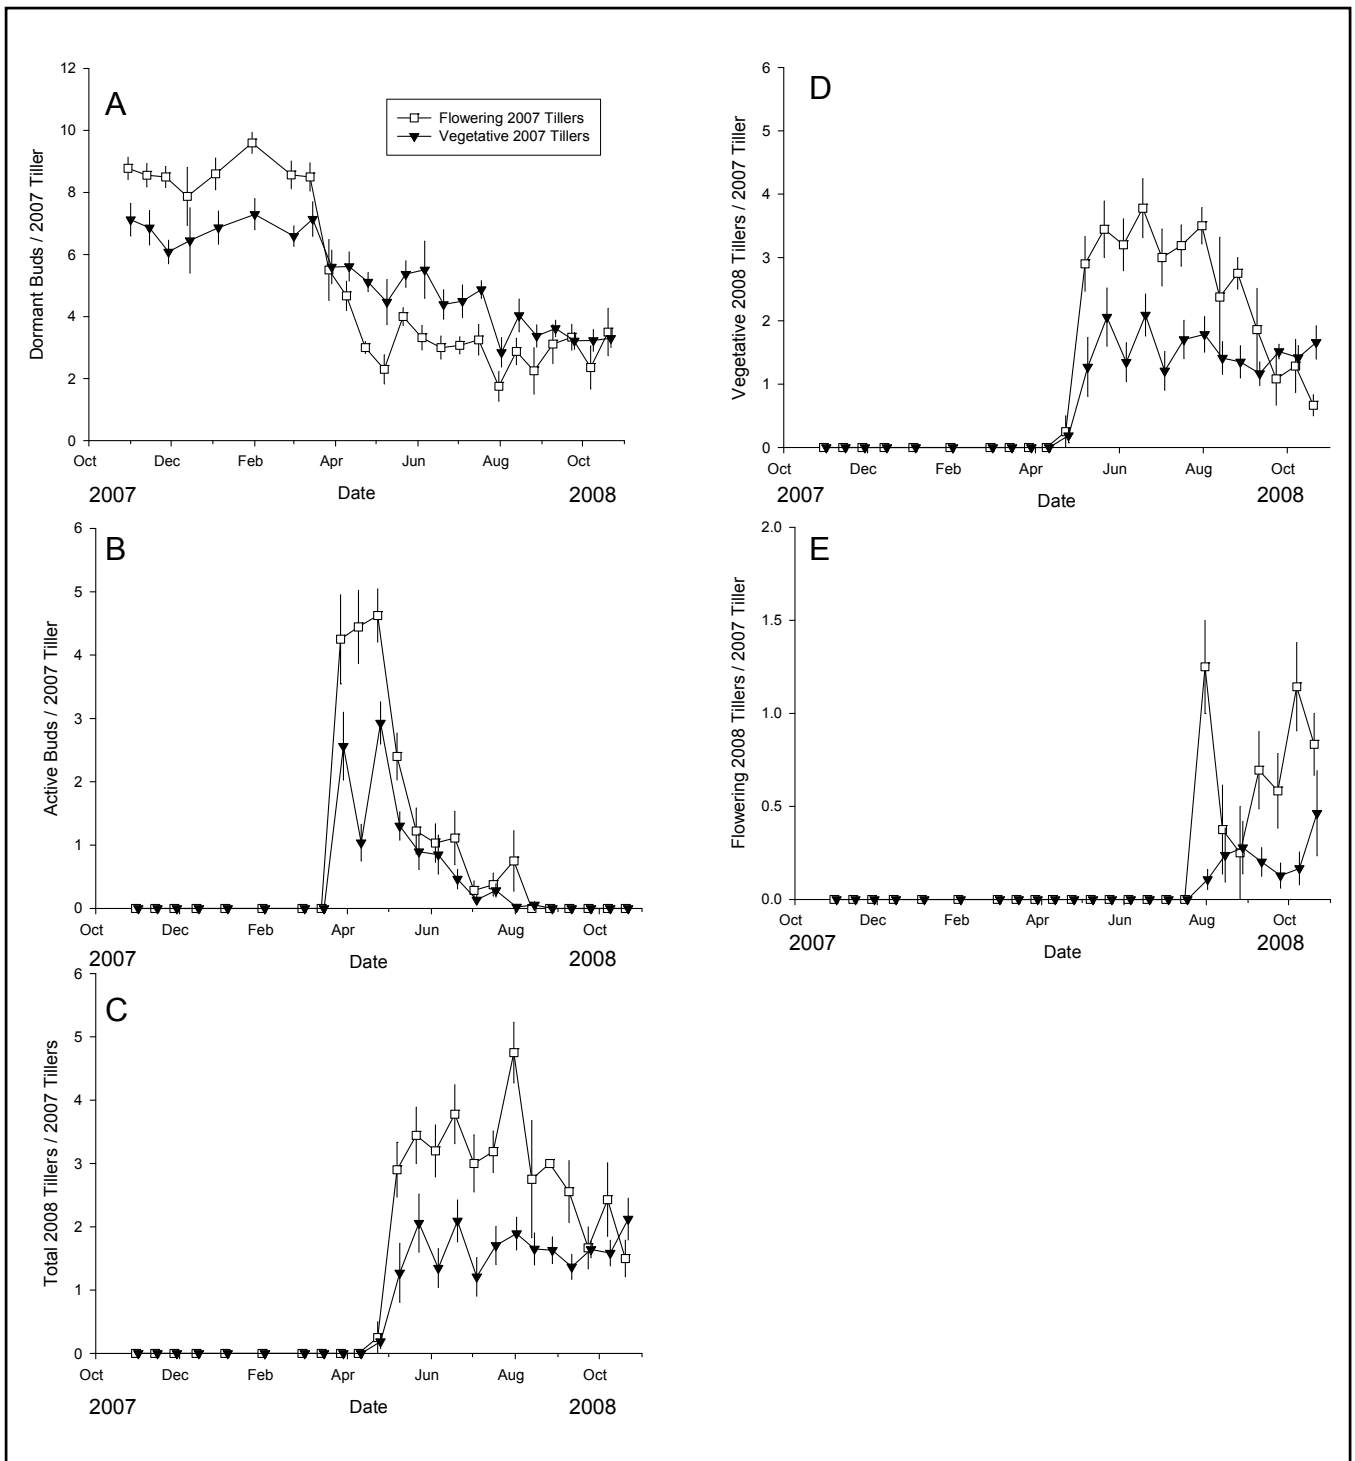 A
Flowering 2007 Tillers
Vegetative 2007 Tillers
Dormant Buds / 2007 Tiller
12
10
8
6
4
2
0
Oct Dec Feb Apr Jun Aug Oct
2007 Date 2008
B
Active Buds / 2007 Tiller
6
5
4
3
2
1
0
Oct Dec Feb Apr Jun Aug Oct
2007 Date 2008
C
Total 2008 Tillers / 2007 Tillers
6
5
4
3
2
1
0
Oct Dec Feb Apr Jun Aug Oct
2007 Date 2008
D
Vegetative 2008 Tillers / 2007 Tiller
6
5
4
3
2
1
0
Oct Dec Feb Apr Jun Aug Oct
2007 Date 2008
E
Flowering 2008 Tillers / 2007 Tiller
2.0
1.5
1.0
0.5
0.0
Oct Dec Feb Apr Jun Aug Oct
2007 Date 2008